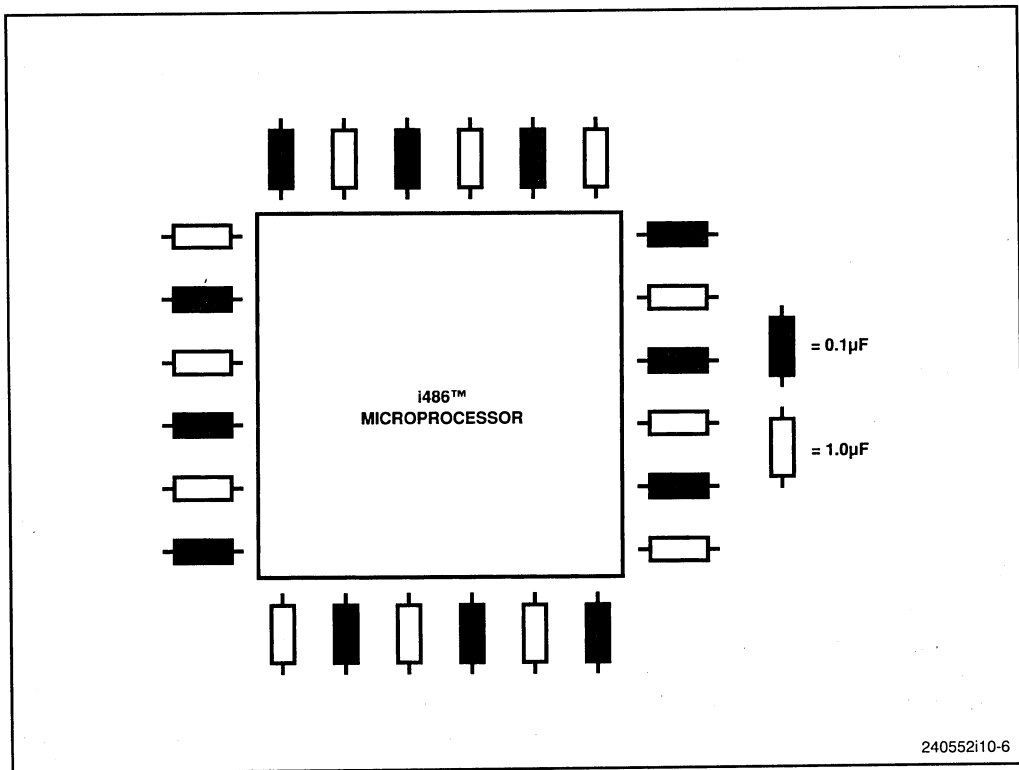 i486™
MICROPROCESSOR
= 0.1µF
= 1.0µF
240552i10-6